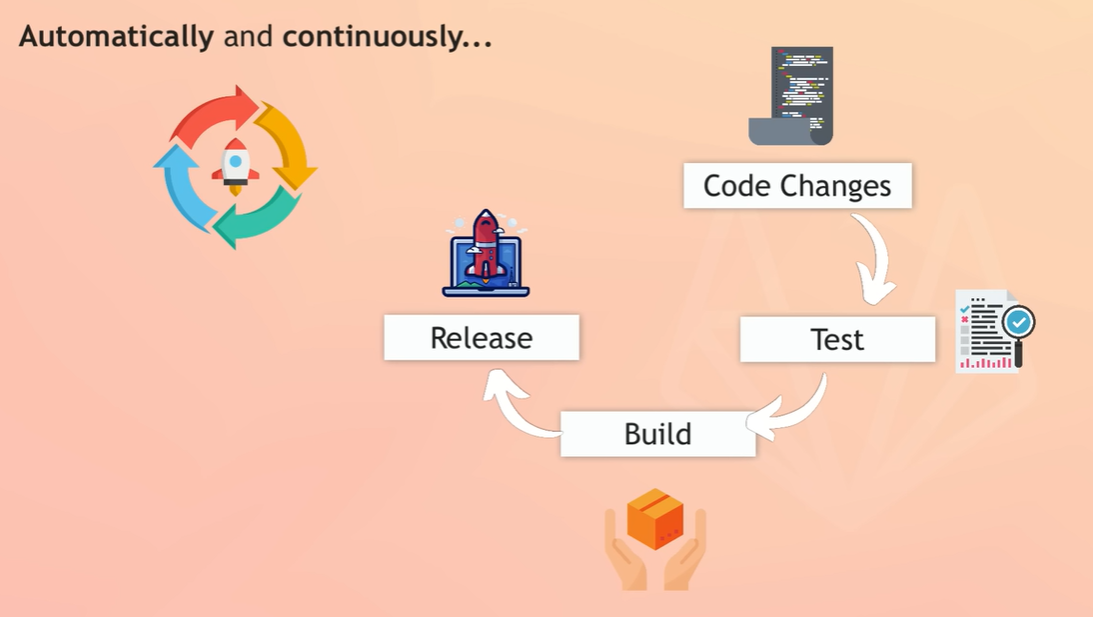 Automatically and continuously...
Code Changes
Test
Build
Release